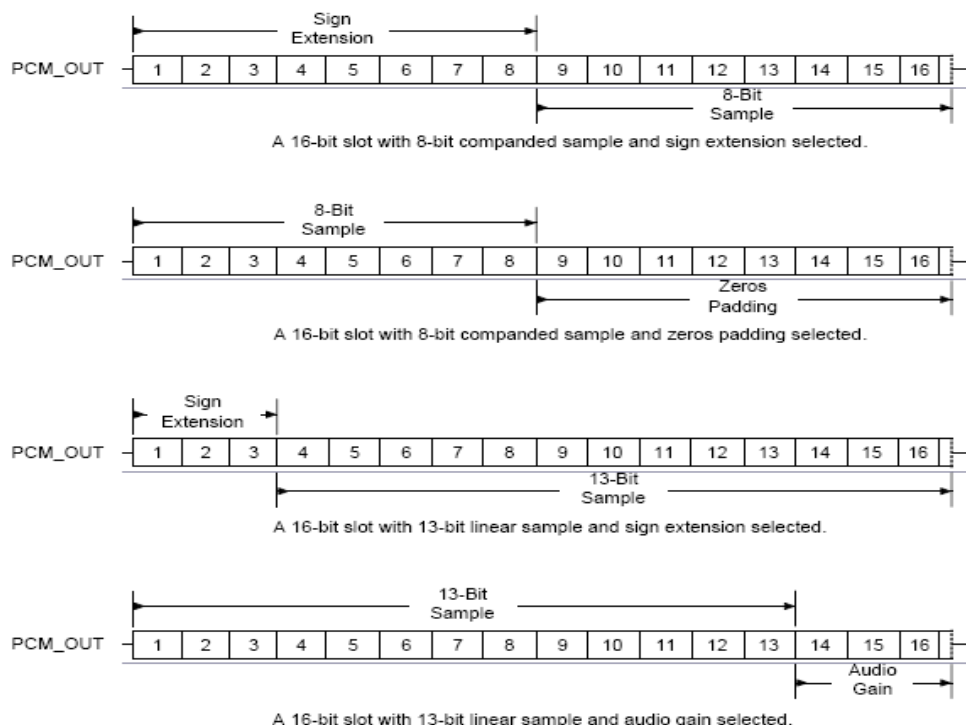 Sign
Extension
PCM_OUT 1 2 3 4 5 6 7 8 9 10 11 12 13 14 15 16
8-Bit
Sample
A 16-bit slot with 8-bit companded sample and sign extension selected.
8-Bit
Sample
PCM_OUT 1 2 3 4 5 6 7 8 9 10 11 12 13 14 15 16
Zeros
Padding
A 16-bit slot with 8-bit companded sample and zeros padding selected.
Sign
Extension
PCM_OUT 1 2 3 4 5 6 7 8 9 10 11 12 13 14 15 16
13-Bit
Sample
A 16-bit slot with 13-bit linear sample and sign extension selected.
13-Bit
Sample
PCM_OUT 1 2 3 4 5 6 7 8 9 10 11 12 13 14 15 16
Audio
Gain
A 16-bit slot with 13-bit linear sample and audio gain selected.